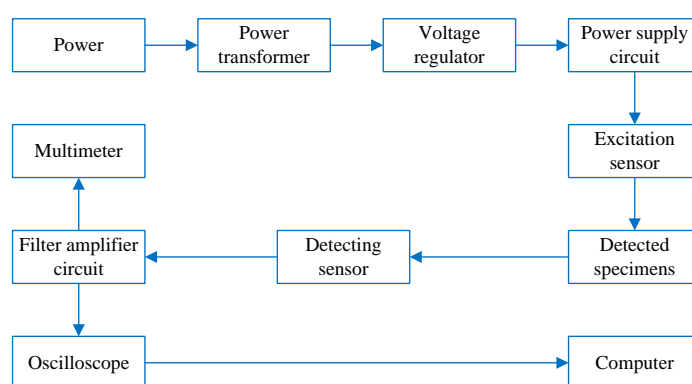 Power
Power
transformer
Voltage
regulator
Power supply
circuit
Multimeter
Excitation
sensor
Filter amplifier
circuit
Detecting
sensor
Detected
specimens
Oscilloscope
Computer